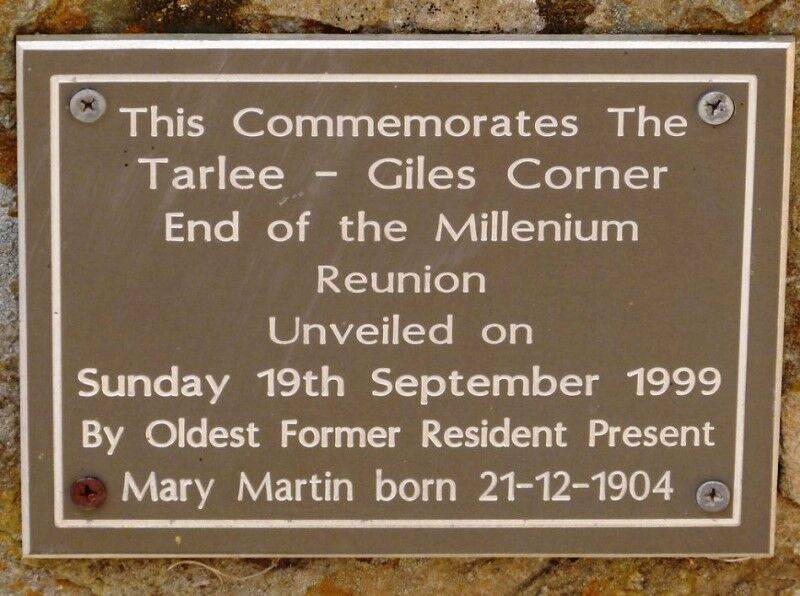 This Commemorates The
Tarlee - Giles Corner
End of the Millenium
Reunion
Unveiled on
Sunday 19th September 1999
By Oldest Former Resident Present
Mary Martin born 21-12-1904